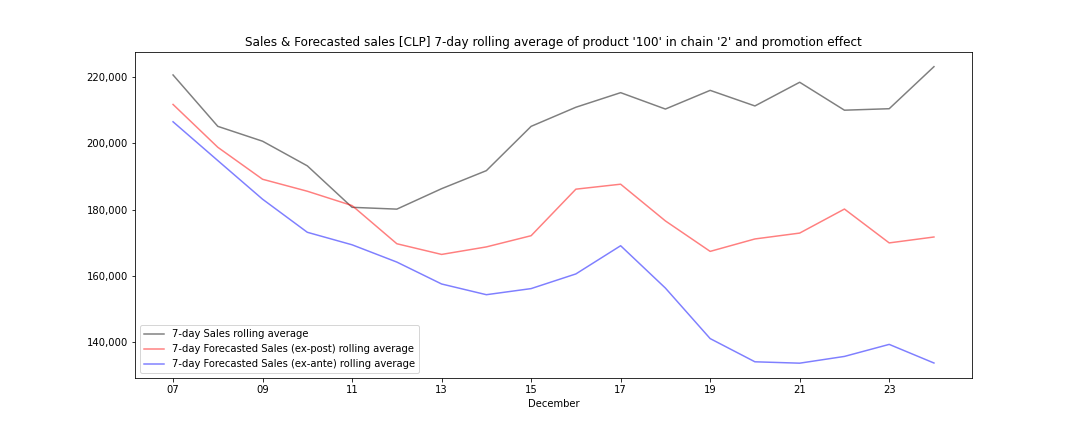 Sales & Forecasted sales [CLP] 7-day rolling average of product '100' in chain '2' and promotion effect
220,000
200,000
180,000
160,000
140,000
7-day Sales rolling average
7-day Forecasted Sales (ex-post) rolling average
7-day Forecasted Sales (ex-ante) rolling average
07 09 11 13 15 17 19 21 23
December